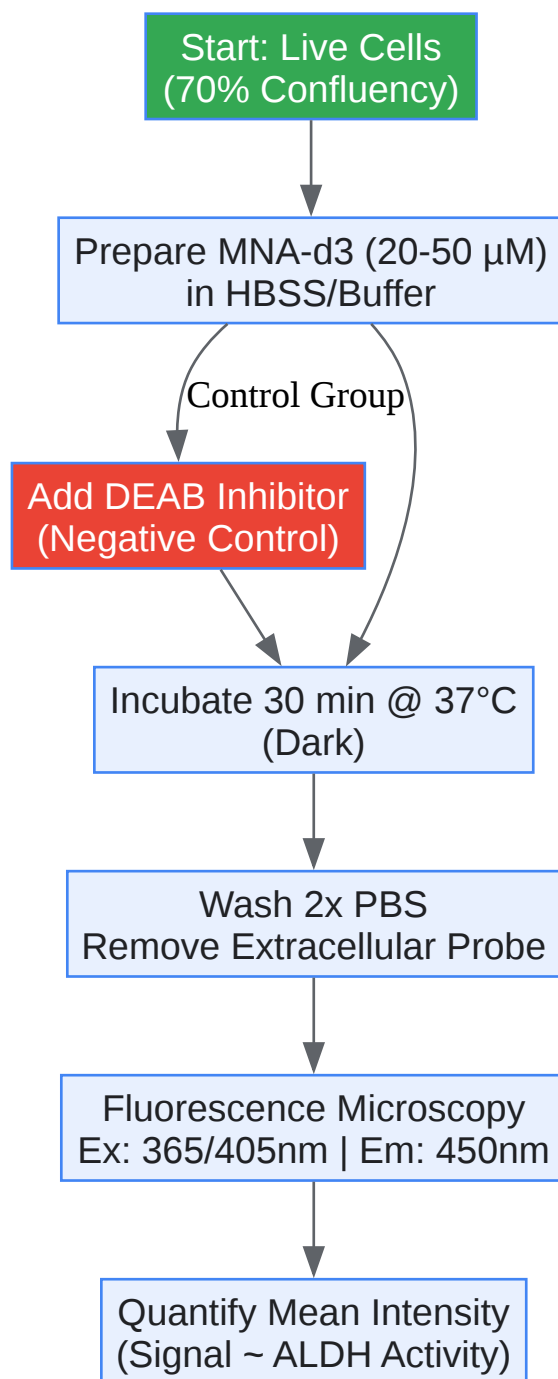 Start: Live Cells
(70% Confluency)
Prepare MNA-d3 (20-50 µM)
in HBSS/Buffer
Control Group
Add DEAB Inhibitor
(Negative Control)
Incubate 30 min @ 37°C
(Dark)
Wash 2x PBS
Remove Extracellular Probe
Fluorescence Microscopy
Ex: 365/405nm | Em: 450nm
Quantify Mean Intensity
(Signal ~ ALDH Activity)